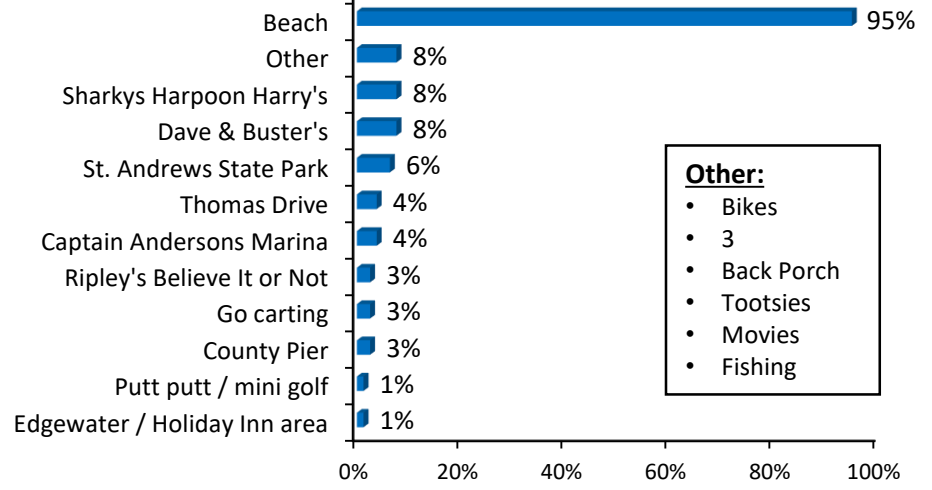 Beach 95%
Other 8%
Sharkys Harpoon Harry's 8%
Dave & Buster's 8%
St. Andrews State Park 6%
Thomas Drive 4%
Captain Andersons Marina 4%
Ripley's Believe It or Not 3%
Go carting 3%
County Pier 3%
Putt putt / mini golf 1%
Edgewater / Holiday Inn area 1%
0% 20% 40% 60% 80% 100%
Other:
• Bikes
• 3
• Back Porch
• Tootsies
• Movies
• Fishing